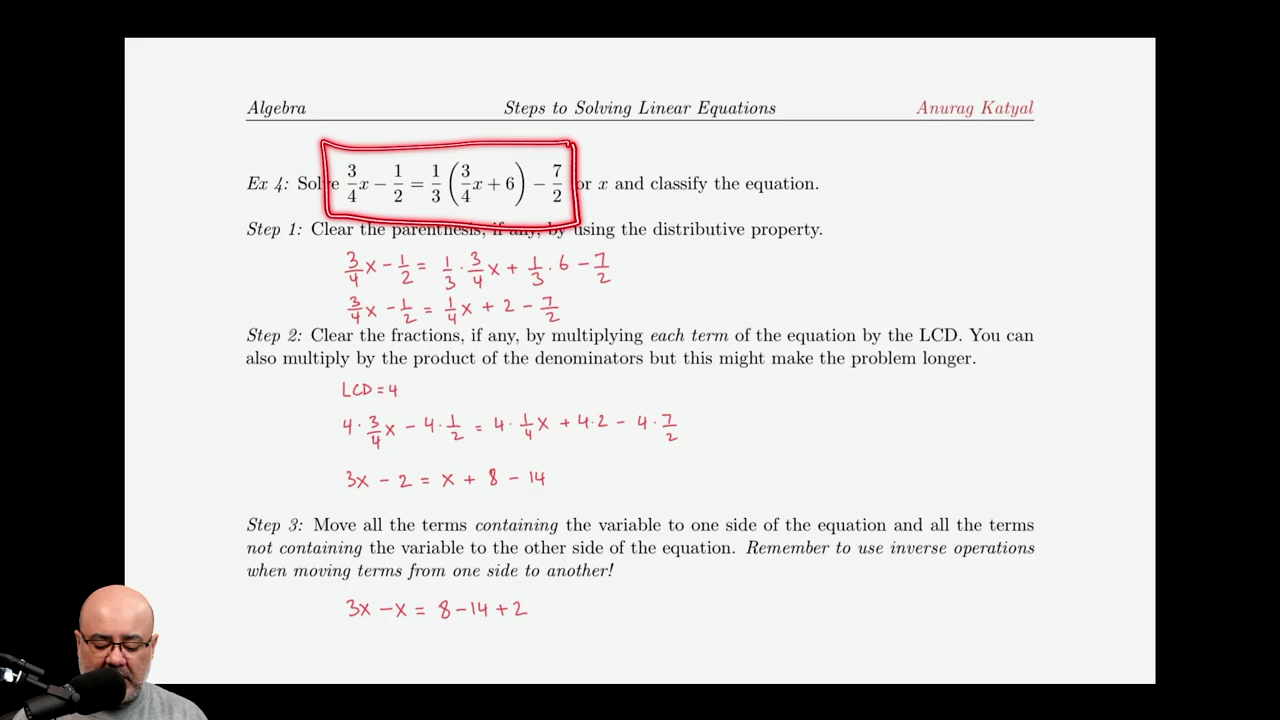 Algebra Steps to Solving Linear Equations Anurag Katyal
Ex 4: Solve 3/4 x − 1/2 = 1/3 (3/4 x + 6) − 7/2 for x and classify the equation.
Step 1: Clear the parenthesis, if any, by using the distributive property.
3/4 x − 1/2 = 1/3 · 3/4 x + 1/3 · 6 − 7/2
3/4 x − 1/2 = 1/4 x + 2 − 7/2
Step 2: Clear the fractions, if any, by multiplying each term of the equation by the LCD. You can
also multiply by the product of the denominators but this might make the problem longer.
LCD = 4
4 · 3/4 x − 4 · 1/2 = 4 · 1/4 x + 4 · 2 − 4 · 7/2
3x − 2 = x + 8 − 14
Step 3: Move all the terms containing the variable to one side of the equation and all the terms
not containing the variable to the other side of the equation. Remember to use inverse operations
when moving terms from one side to another!
3x − x = 8 − 14 + 2